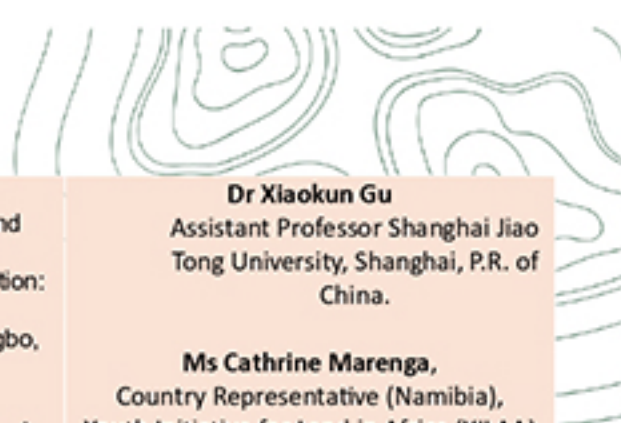 Dr Xiaokun Gu
Assistant Professor Shanghai Jiao
Tong University, Shanghai, P.R. of
China.
Ms Cathrine Marenga,
Country Representative (Namibia),